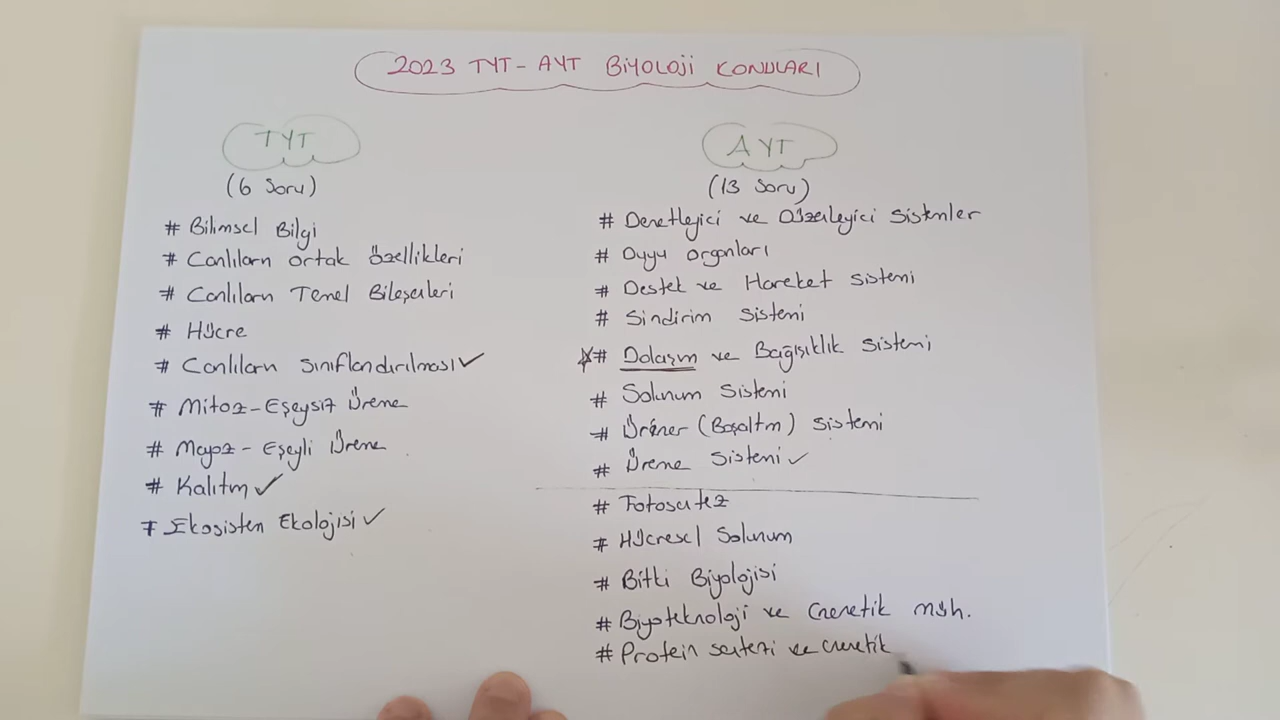 2023 TYT-AYT BİYOLOJİ KONULARI
TYT
(6 Soru)
# Bilimsel Bilgi
# Canlıların ortak özellikleri
# Canlıların Temel Bileşenleri
# Hücre
# Canlıların sınıflandırılması ✓
# Mitoz-Eşeysiz Üreme
# Mayoz - Eşeyli Üreme
# Kalıtım ✓
# Ekosistem Ekolojisi ✓
AYT
(13 Soru)
# Denetleyici ve Düzenleyici Sistemler
# Duyu organları
# Destek ve Hareket sistemi
# Sindirim sistemi
☆# Dolaşım ve Bağışıklık sistemi
# Solunum Sistemi
# Üriner (Boşaltım) sistemi
# Üreme Sistemi ✓
# Fotosentez
# Hücresel Solunum
# Bitki Biyolojisi
# Biyoteknoloji ve Genetik müh.
# Protein sentezi ve Genetik